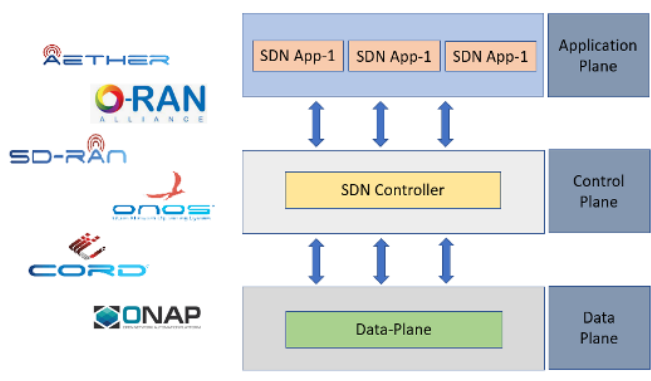 AETHER
O-RAN
ALLIANCE
SD-RAN
ONOS
CORD
ONAP
SDN App-1
SDN App-1
SDN App-1
Application
Plane
SDN Controller
Control
Plane
Data-Plane
Data
Plane